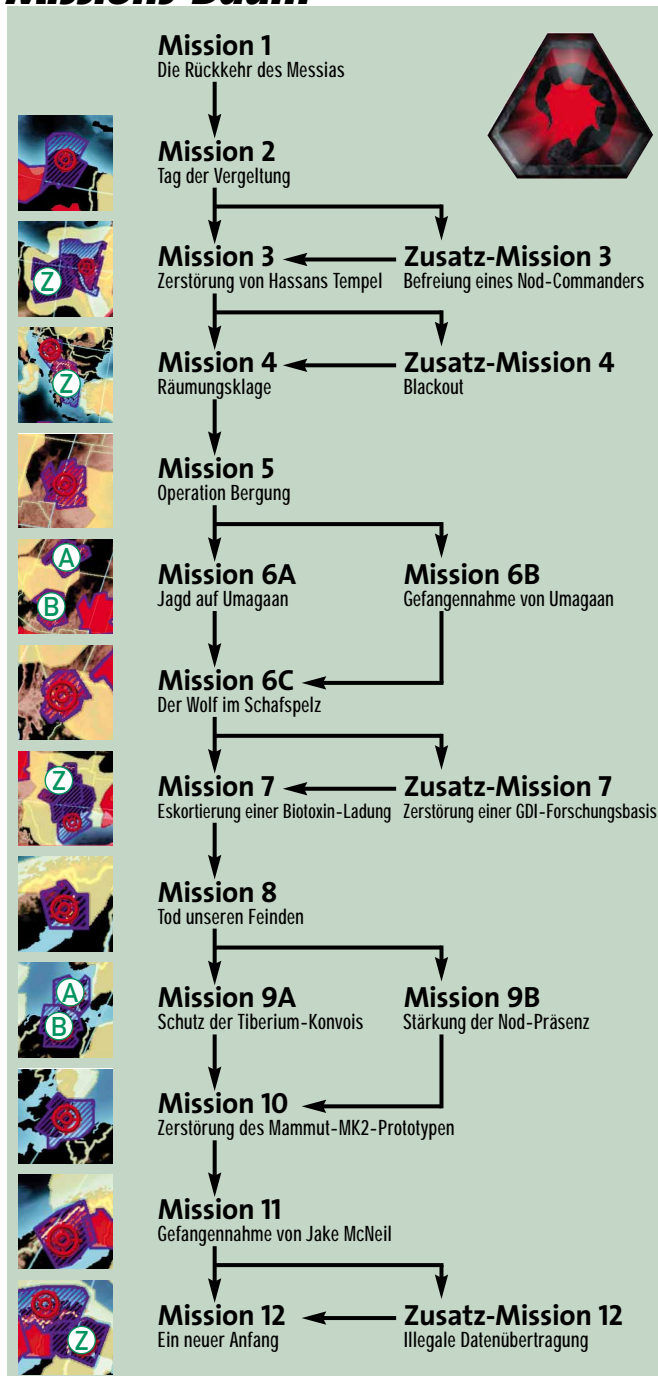 Missions-Baum
Mission 1
Die Rückkehr des Messias
Mission 2
Tag der Vergeltung
Mission 3
Zerstörung von Hassans Tempel
Zusatz-Mission 3
Befreiung eines Nod-Commanders
Z
Mission 4
Räumungsklage
Zusatz-Mission 4
Blackout
Z
Mission 5
Operation Bergung
A
B
Mission 6A
Jagd auf Umagaan
Mission 6B
Gefangennahme von Umagaan
Mission 6C
Der Wolf im Schafspelz
Z
Mission 7
Eskortierung einer Biotoxin-Ladung
Zusatz-Mission 7
Zerstörung einer GDI-Forschungsbasis
Mission 8
Tod unseren Feinden
A
B
Mission 9A
Schutz der Tiberium-Konvois
Mission 9B
Stärkung der Nod-Präsenz
Mission 10
Zerstörung des Mammut-MK2-Prototypen
Mission 11
Gefangennahme von Jake McNeil
Z
Mission 12
Ein neuer Anfang
Zusatz-Mission 12
Illegale Datenübertragung